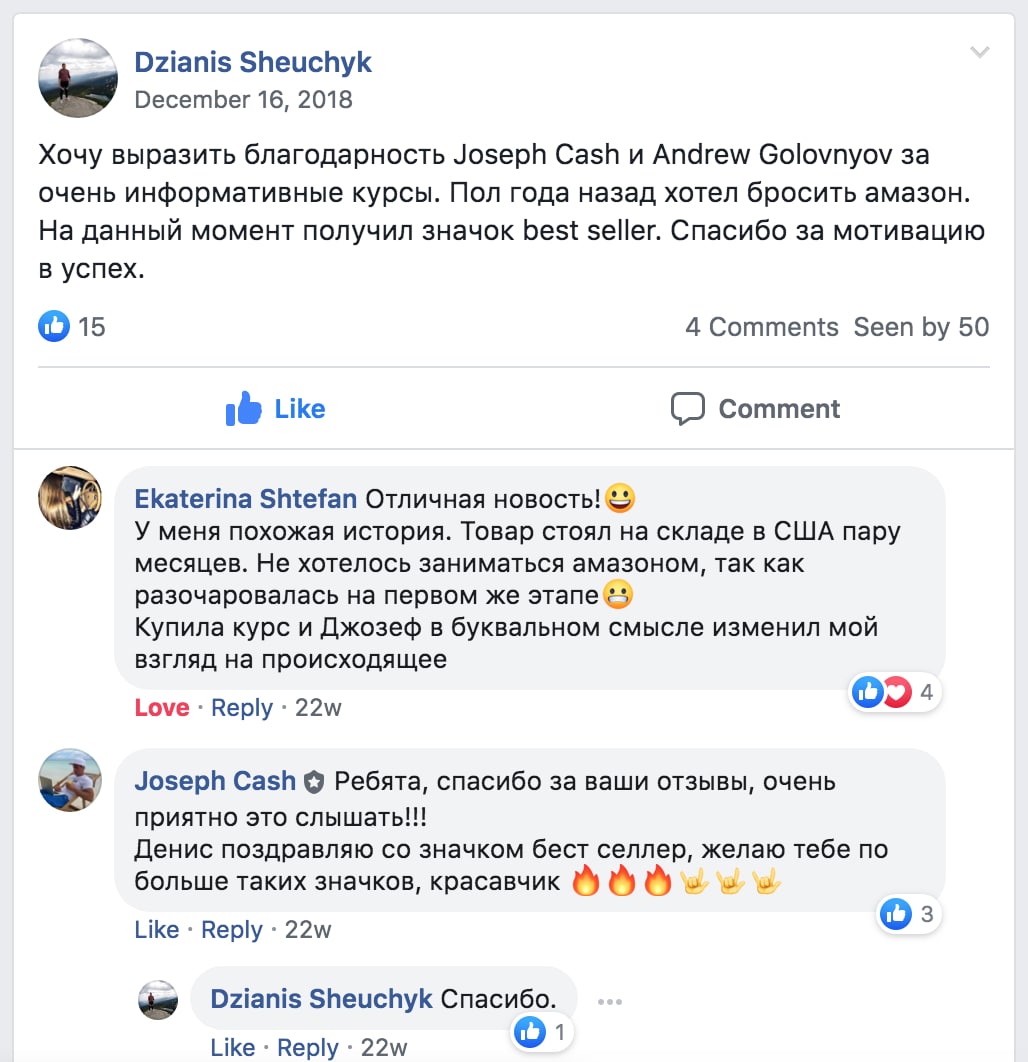 Dzianis Sheuchyk
December 16, 2018
Хочу выразить благодарность Joseph Cash и Andrew Golovnyov за
очень информативные курсы. Пол года назад хотел бросить амазон.
На данный момент получил значок best seller. Спасибо за мотивацию
в успех.
15 4 Comments Seen by 50
Like Comment
Ekaterina Shtefan Отличная новость!😀
У меня похожая история. Товар стоял на складе в США пару
месяцев. Не хотелось заниматься амазоном, так как
разочаровалась на первом же этапе😬
Купила курс и Джозеф в буквальном смысле изменил мой
взгляд на происходящее
4
Love · Reply · 22w
Joseph Cash Ребята, спасибо за ваши отзывы, очень
приятно это слышать!!!
Денис поздравляю со значком бест селлер, желаю тебе по
больше таких значков, красавчик 🔥🔥🔥🤟🤟🤟
3
Like · Reply · 22w
Dzianis Sheuchyk Спасибо.
1
Like · Reply · 22w